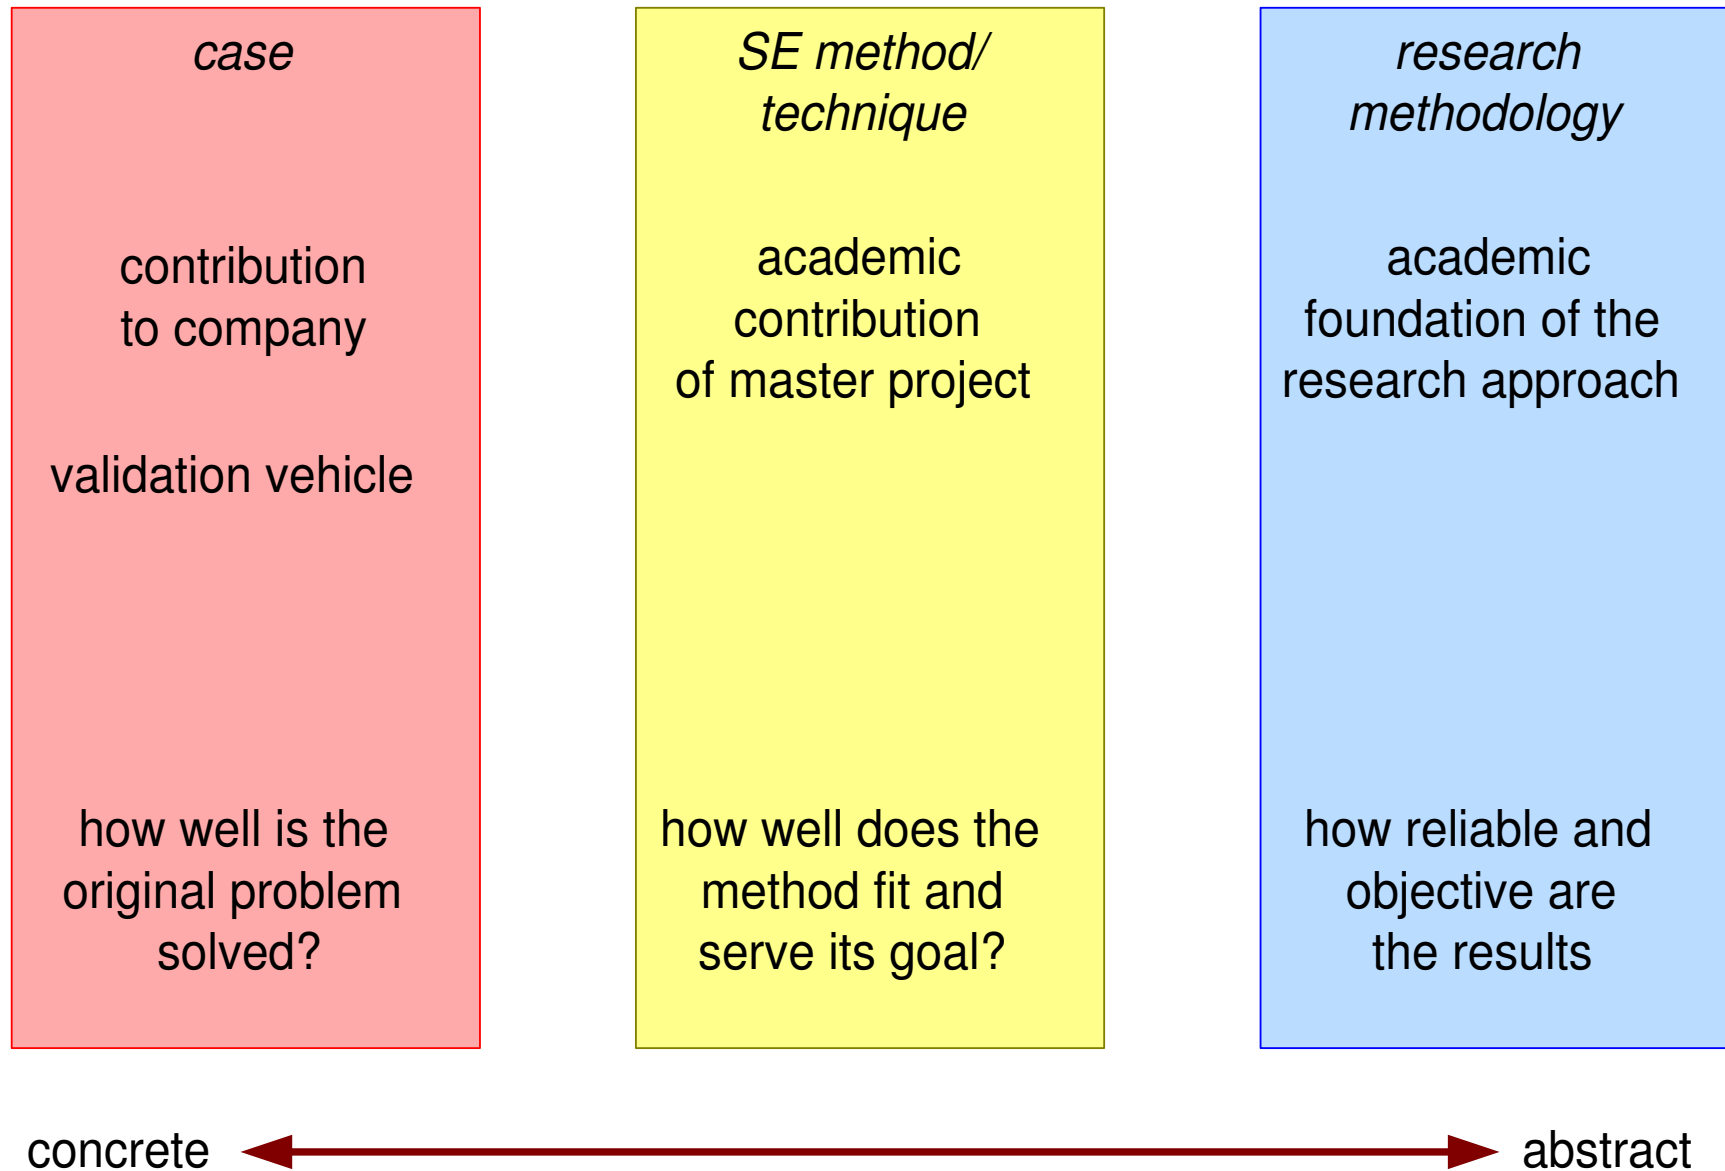 case
contribution
to company
validation vehicle
how well is the
original problem
solved?
SE method/
technique
academic
contribution
of master project
how well does the
method fit and
serve its goal?
research
methodology
academic
foundation of the
research approach
how reliable and
objective are
the results
concrete
abstract